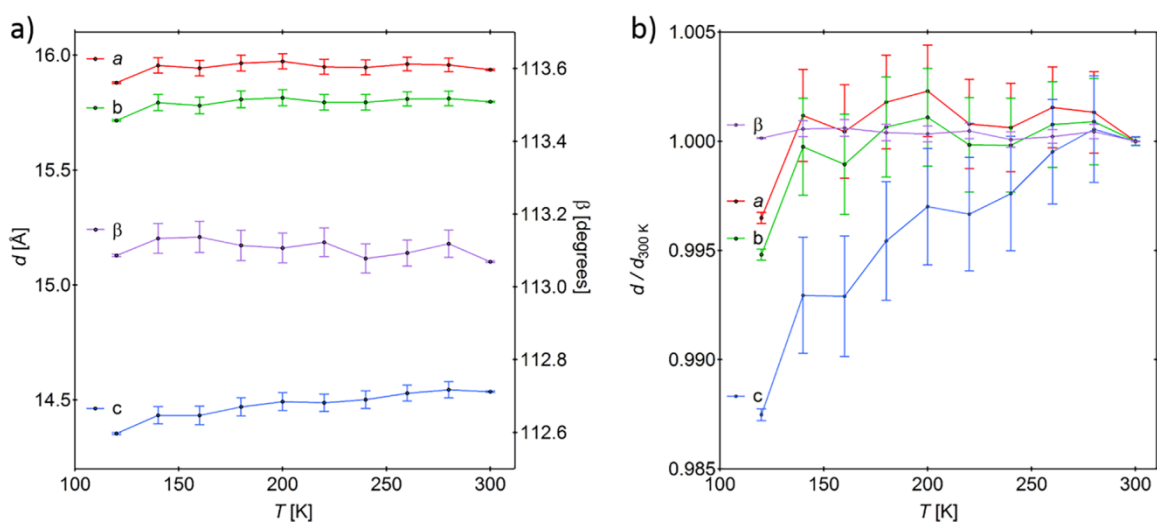 a)
16.0
15.5
15.0
14.5
d [Å]
a
b
β
c
113.6
113.4
113.2
113.0
112.8
112.6
β [degrees]
100 150 200 250 300
T [K]
b)
1.005
1.000
0.995
0.990
0.985
d / d300 K
β
a
b
c
100 150 200 250 300
T [K]